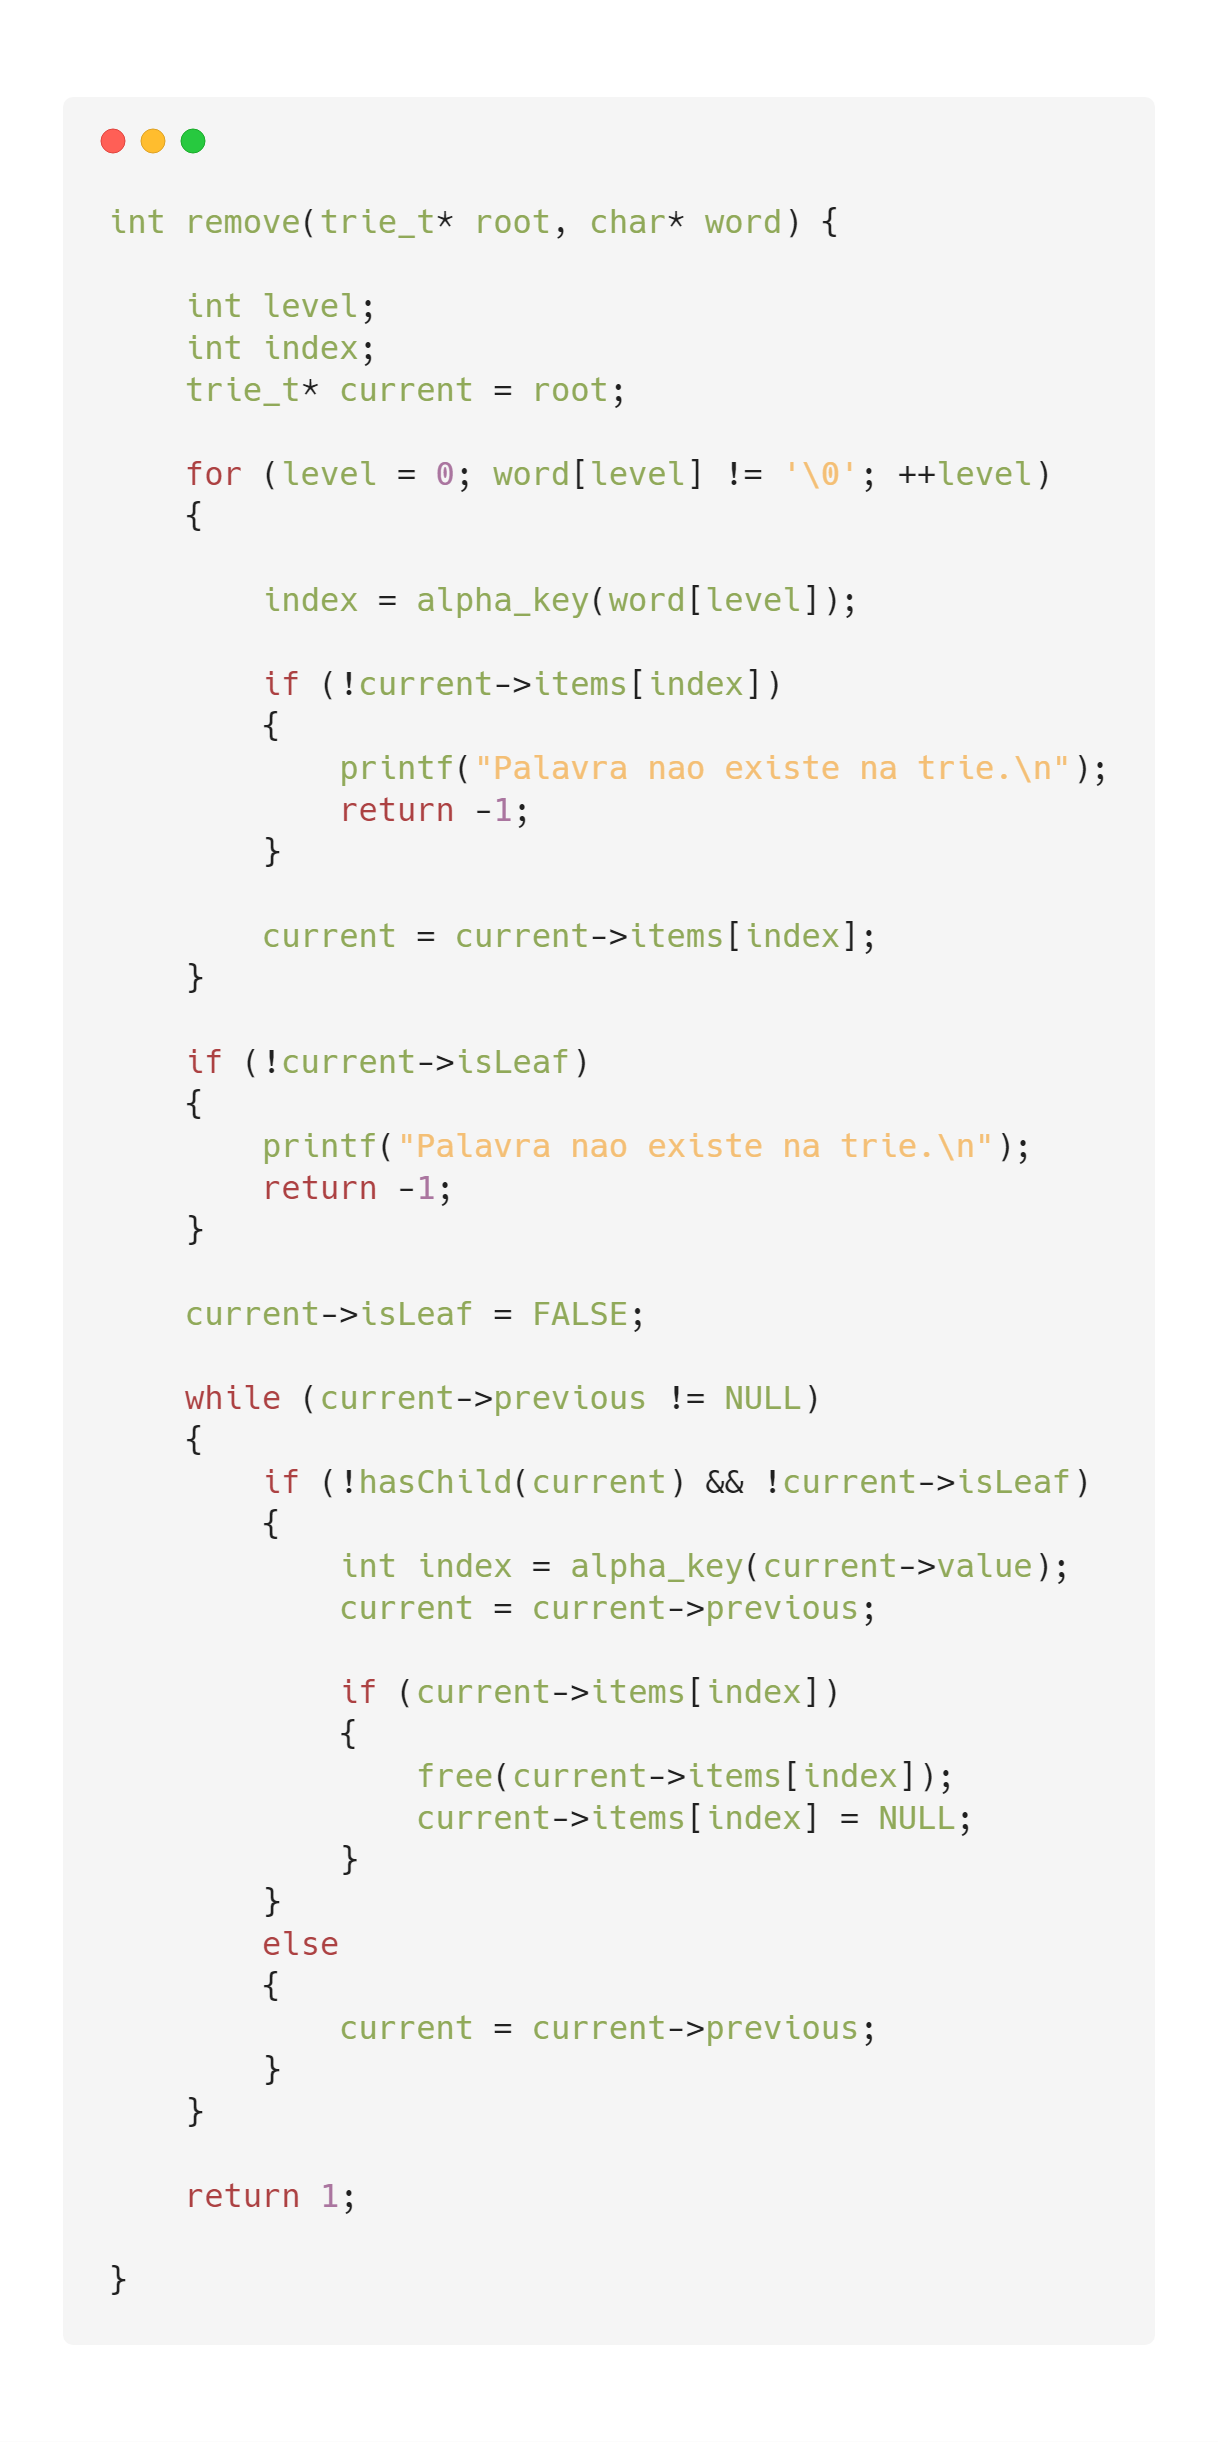 int remove(trie_t* root, char* word) {

    int level;
    int index;
    trie_t* current = root;

    for (level = 0; word[level] != '\0'; ++level)
    {

        index = alpha_key(word[level]);

        if (!current->items[index])
        {
            printf("Palavra nao existe na trie.\n");
            return -1;
        }

        current = current->items[index];
    }

    if (!current->isLeaf)
    {
        printf("Palavra nao existe na trie.\n");
        return -1;
    }

    current->isLeaf = FALSE;

    while (current->previous != NULL)
    {
        if (!hasChild(current) && !current->isLeaf)
        {
            int index = alpha_key(current->value);
            current = current->previous;

            if (current->items[index])
            {
                free(current->items[index]);
                current->items[index] = NULL;
            }
        }
        else
        {
            current = current->previous;
        }
    }

    return 1;

}